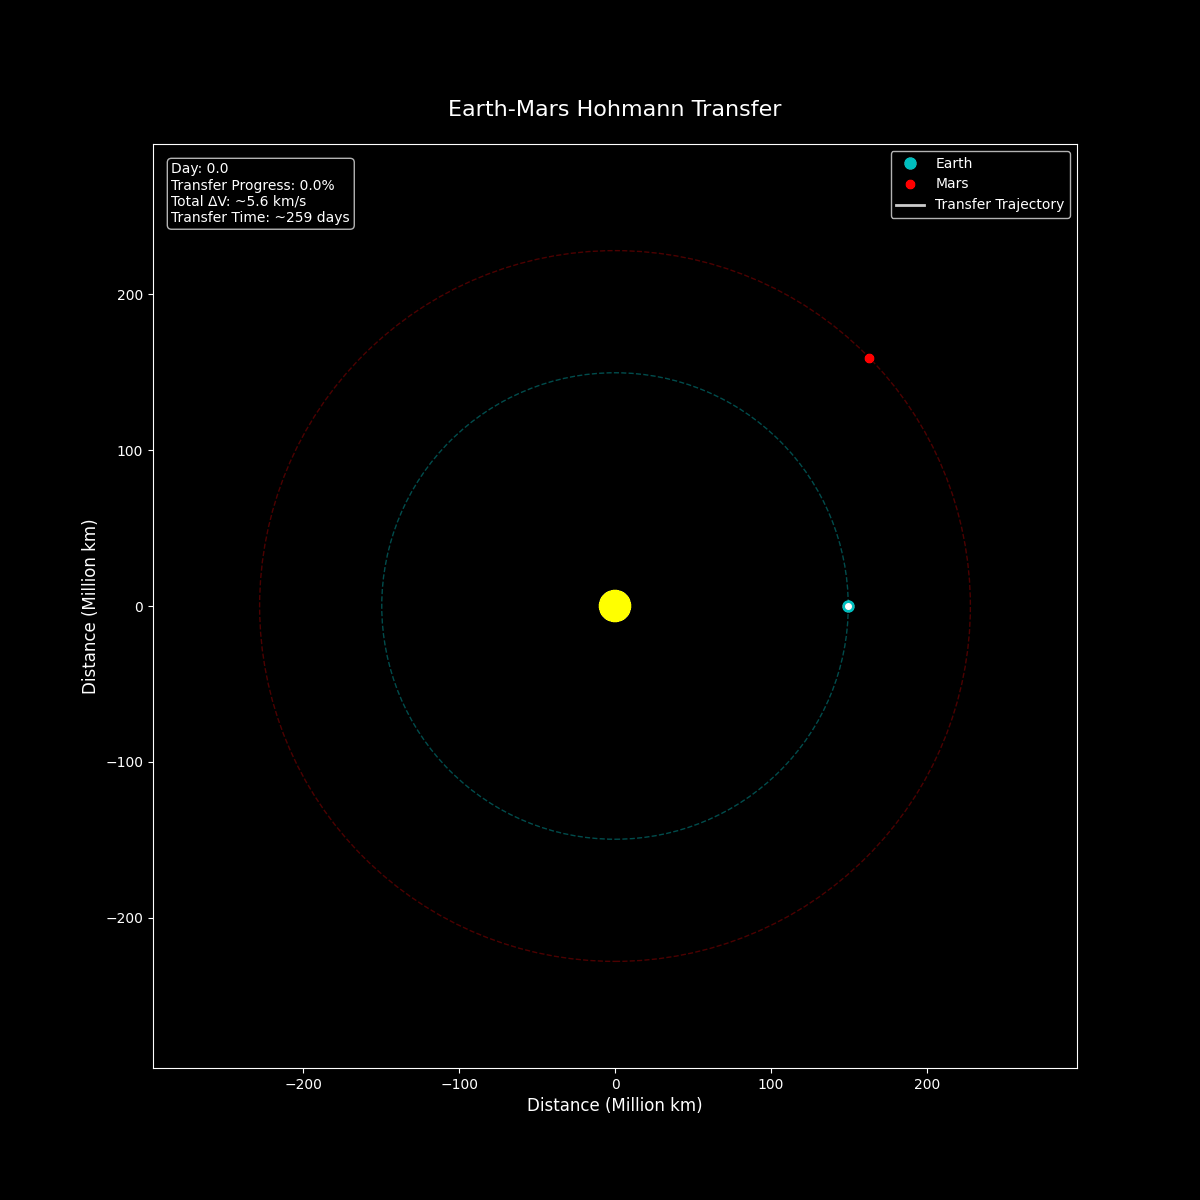 Earth-Mars Hohmann Transfer
Day: 0.0
Transfer Progress: 0.0%
Total ΔV: ~5.6 km/s
Transfer Time: ~259 days
Earth
Mars
Transfer Trajectory
200
100
0
−100
−200
Distance (Million km)
−200
−100
0
100
200
Distance (Million km)